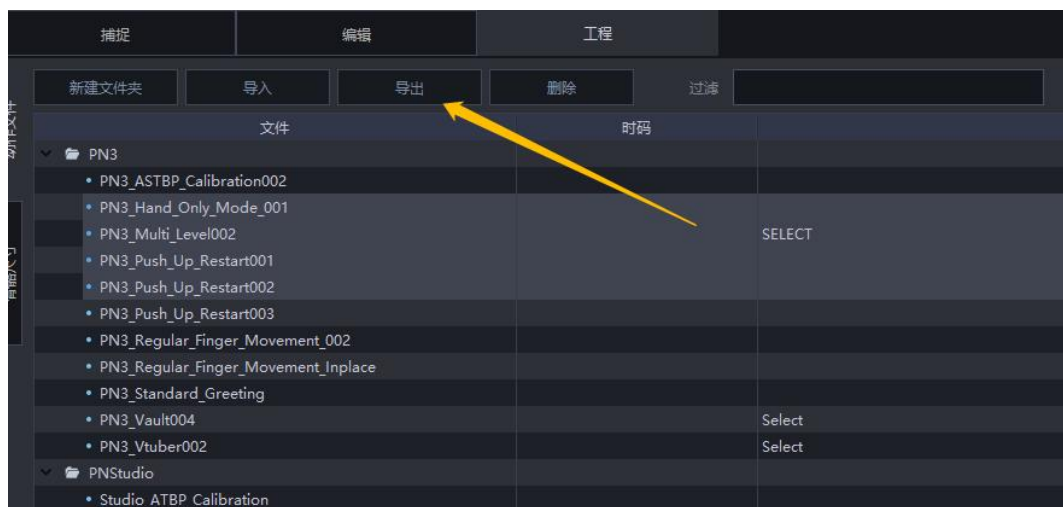 捕捉 编辑 工程
新建文件夹 导入 导出 删除 过滤
文件 时码
PN3
PN3_ASTBP_Calibration002
PN3_Hand_Only_Mode_001
PN3_Multi_Level002 SELECT
PN3_Push_Up_Restart001
PN3_Push_Up_Restart002
PN3_Push_Up_Restart003
PN3_Regular_Finger_Movement_002
PN3_Regular_Finger_Movement_Inplace
PN3_Standard_Greeting
PN3_Vault004 Select
PN3_Vtuber002 Select
PNStudio
Studio ATBP Calibration